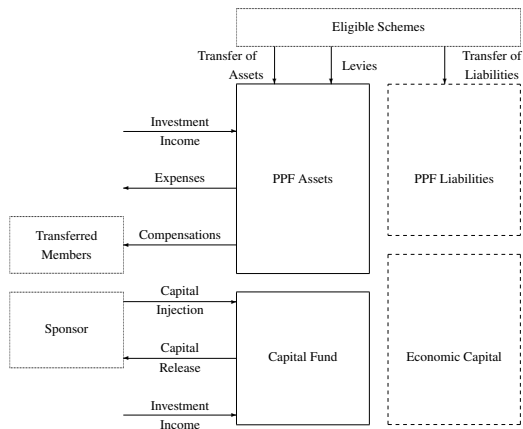 Eligible Schemes
Transfer of
Assets
Levies
Transfer of
Liabilities
Investment
Income
Expenses
PPF Assets
PPF Liabilities
Compensations
Transferred
Members
Capital
Injection
Sponsor
Capital
Release
Capital Fund
Economic Capital
Investment
Income